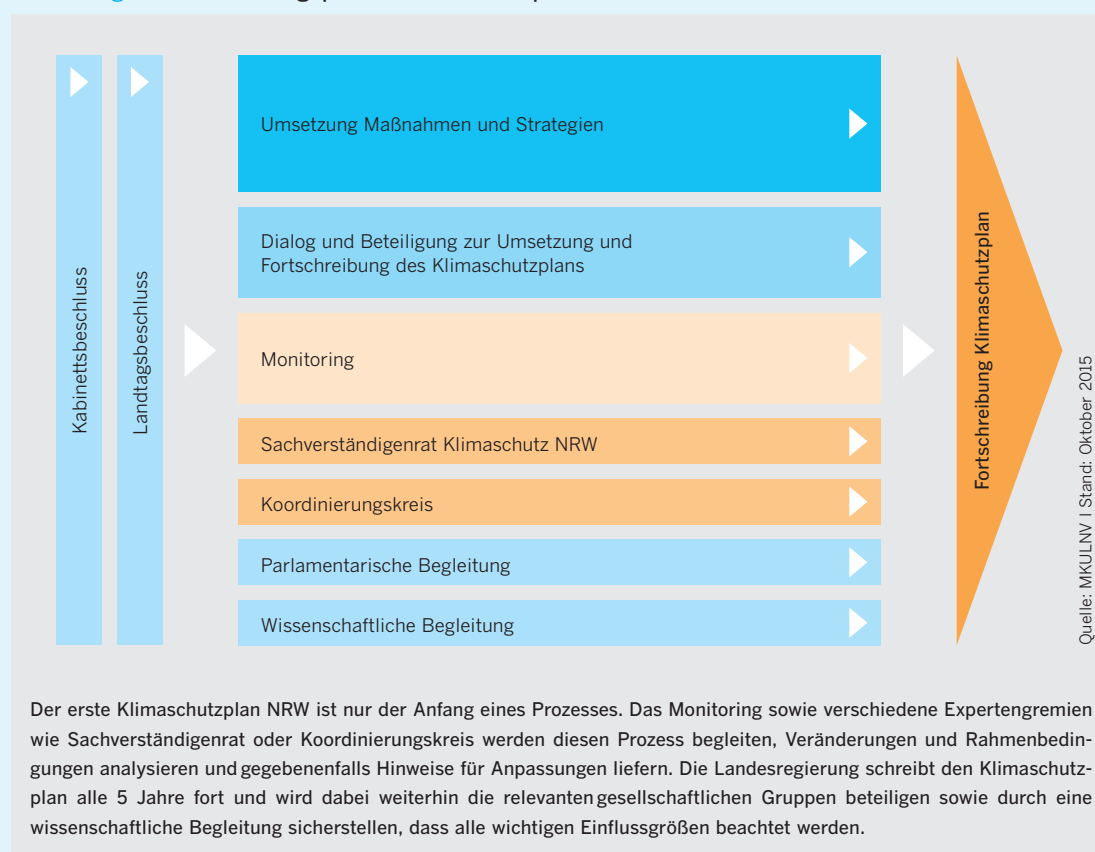 Kabinettsbeschluss
Landtagsbeschluss
Umsetzung Maßnahmen und Strategien
Dialog und Beteiligung zur Umsetzung und
Fortschreibung des Klimaschutzplans
Monitoring
Sachverständigenrat Klimaschutz NRW
Koordinierungskreis
Parlamentarische Begleitung
Wissenschaftliche Begleitung
Fortschreibung Klimaschutzplan
Quelle: MKULNV I Stand: Oktober 2015
Der erste Klimaschutzplan NRW ist nur der Anfang eines Prozesses. Das Monitoring sowie verschiedene Expertengremien
wie Sachverständigenrat oder Koordinierungskreis werden diesen Prozess begleiten, Veränderungen und Rahmenbedin-
gungen analysieren und gegebenenfalls Hinweise für Anpassungen liefern. Die Landesregierung schreibt den Klimaschutz-
plan alle 5 Jahre fort und wird dabei weiterhin die relevanten gesellschaftlichen Gruppen beteiligen sowie durch eine
wissenschaftliche Begleitung sicherstellen, dass alle wichtigen Einflussgrößen beachtet werden.